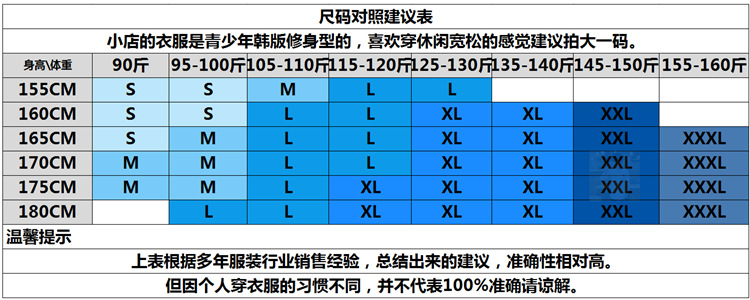 尺码对照建议表
小店的衣服是青少年韩版修身型的，喜欢穿休闲宽松的感觉建议拍大一码。
身高\体重 90斤 95-100斤 105-110斤 115-120斤 125-130斤 135-140斤 145-150斤 155-160斤
155CM S S M L L
160CM S S L L XL XL XXL
165CM S M L L XL XL XXL XXXL
170CM M M L L XL XL XXL XXXL
175CM M M L XL XL XL XXL XXXL
180CM L L XL XL XL XXL XXXL
温馨提示
上表根据多年服装行业销售经验，总结出来的建议，准确性相对高。
但因个人穿衣服的习惯不同，并不代表100%准确请谅解。